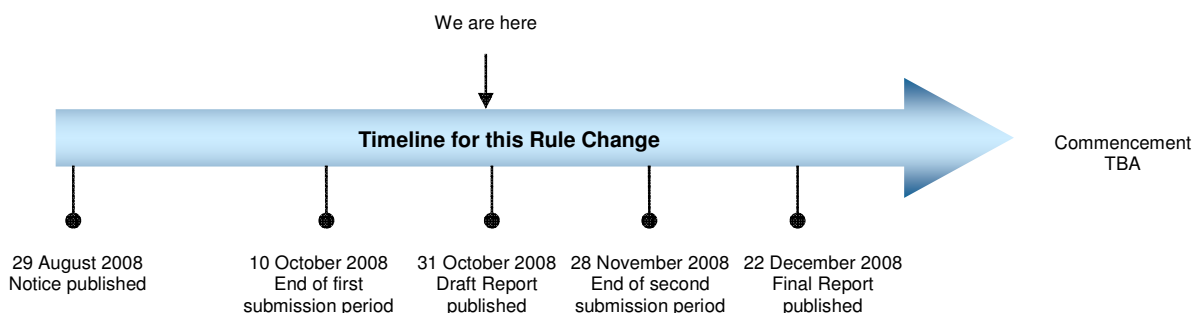 We are here
Timeline for this Rule Change
Commencement
TBA
29 August 2008
Notice published
10 October 2008
End of first
submission period
31 October 2008
Draft Report
published
28 November 2008
End of second
submission period
22 December 2008
Final Report
published